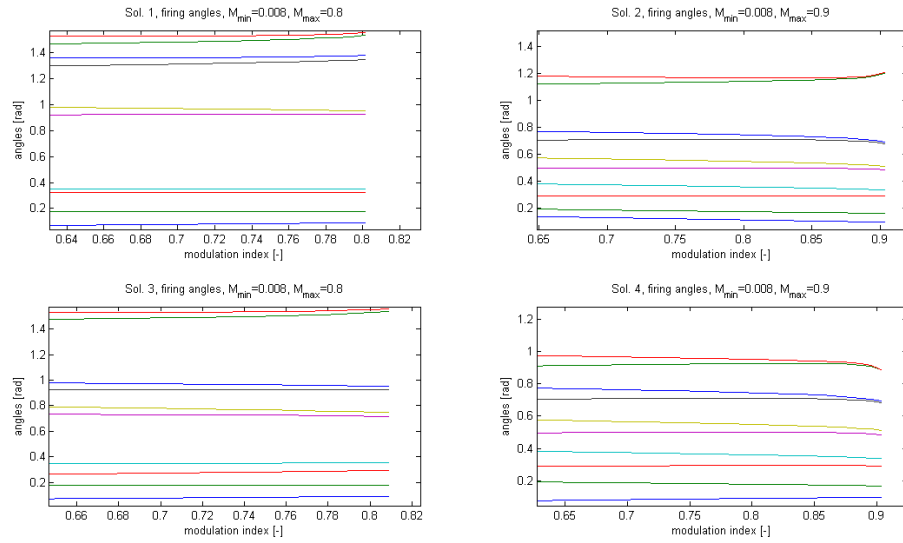 Sol. 1, firing angles, M_min=0.008, M_max=0.8
angles [rad]
1.4
1.2
1
0.8
0.6
0.4
0.2
0.64 0.66 0.68 0.7 0.72 0.74 0.76 0.78 0.8 0.82
modulation index [-]
Sol. 2, firing angles, M_min=0.008, M_max=0.9
angles [rad]
1.4
1.2
1
0.8
0.6
0.4
0.2
0.65 0.7 0.75 0.8 0.85 0.9
modulation index [-]
Sol. 3, firing angles, M_min=0.008, M_max=0.8
angles [rad]
1.4
1.2
1
0.8
0.6
0.4
0.2
0.66 0.68 0.7 0.72 0.74 0.76 0.78 0.8 0.82
modulation index [-]
Sol. 4, firing angles, M_min=0.008, M_max=0.9
angles [rad]
1.2
1
0.8
0.6
0.4
0.2
0.65 0.7 0.75 0.8 0.85 0.9
modulation index [-]